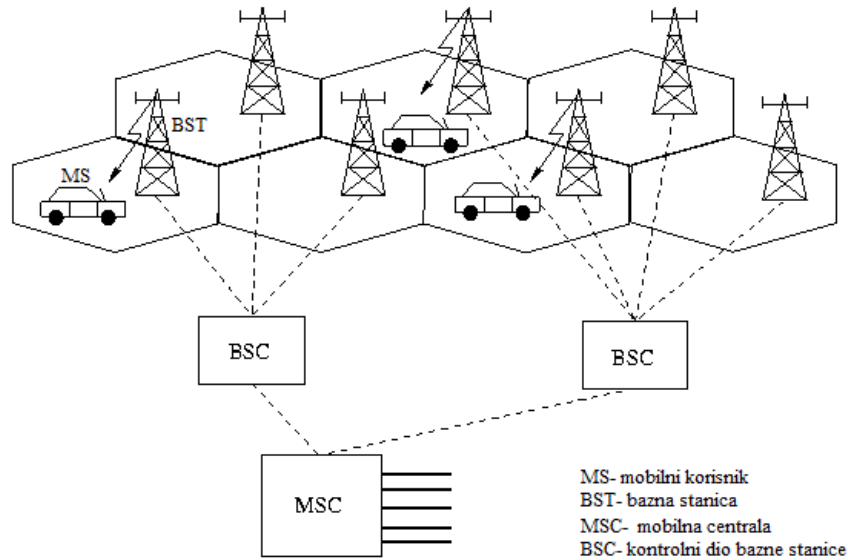 BST
MS
BSC
BSC
MSC
MS- mobilni korisnik
BST- bazna stanica
MSC- mobilna centrala
BSC- kontrolni dio bazne stanice